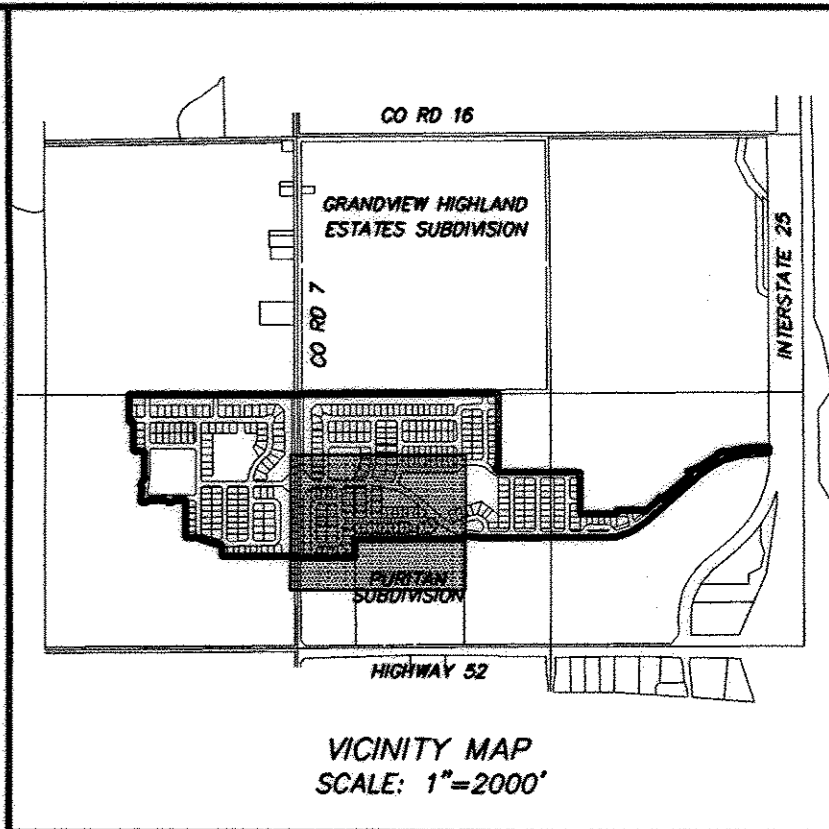 CO RD 16
GRANDVIEW HIGHLAND
ESTATES SUBDIVISION
INTERSTATE 25
CO RD 7
PURITAN
SUBDIVISION
HIGHWAY 52
VICINITY MAP
SCALE: 1"=2000'